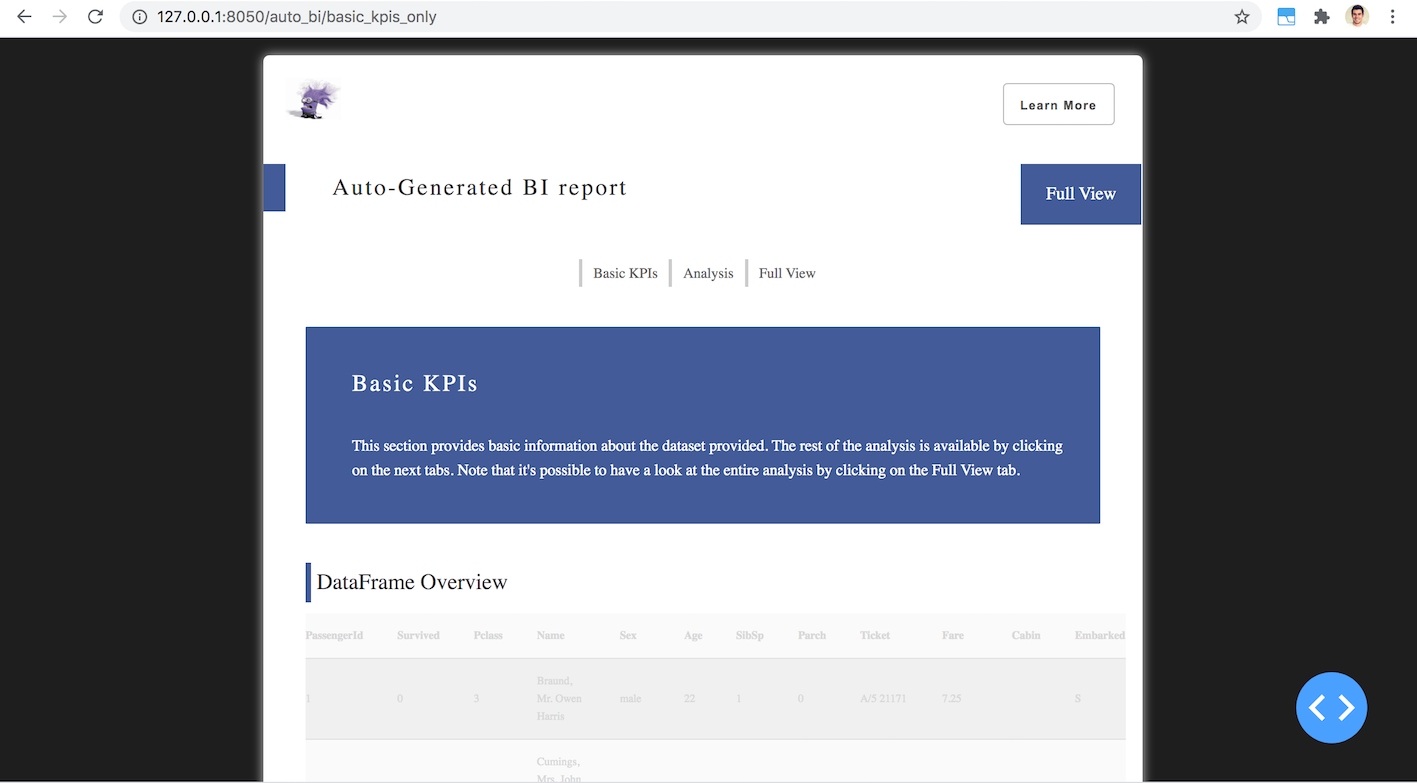 127.0.0.1:8050/auto_bi/basic_kpis_only
Learn More
Auto-Generated BI report
Full View
Basic KPIs Analysis Full View
Basic KPIs
This section provides basic information about the dataset provided. The rest of the analysis is available by clicking
on the next tabs. Note that it's possible to have a look at the entire analysis by clicking on the Full View tab.
DataFrame Overview
PassengerId Survived Pclass Name Sex Age SibSp Parch Ticket Fare Cabin Embarked
Braund,
1 0 3 Mr. Owen male 22 1 0 A/5 21171 7.25 S
Harris
Cumings,
Mrs. John